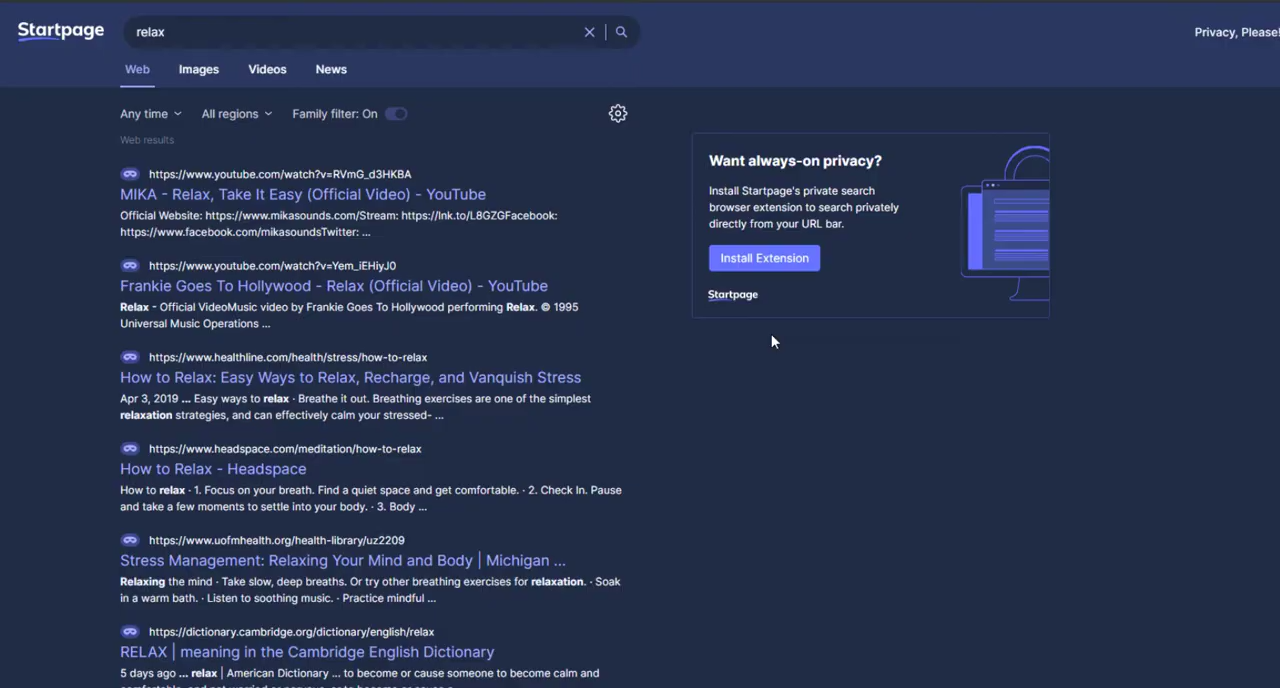 Startpage
relax
Privacy, Please!
Web Images Videos News
Any time All regions Family filter: On
Web results
https://www.youtube.com/watch?v=RVmG_d3HKBA
MIKA - Relax, Take It Easy (Official Video) - YouTube
Official Website: https://www.mikasounds.com/Stream: https://lnk.to/L8GZGFacebook:
https://www.facebook.com/mikasoundsTwitter: ...
https://www.youtube.com/watch?v=Yem_iEHiyJ0
Frankie Goes To Hollywood - Relax (Official Video) - YouTube
Relax - Official VideoMusic video by Frankie Goes To Hollywood performing Relax. © 1995
Universal Music Operations ...
https://www.healthline.com/health/stress/how-to-relax
How to Relax: Easy Ways to Relax, Recharge, and Vanquish Stress
Apr 3, 2019 ... Easy ways to relax · Breathe it out. Breathing exercises are one of the simplest
relaxation strategies, and can effectively calm your stressed- ...
https://www.headspace.com/meditation/how-to-relax
How to Relax - Headspace
How to relax · 1. Focus on your breath. Find a quiet space and get comfortable. · 2. Check In. Pause
and take a few moments to settle into your body. · 3. Body ...
https://www.uofmhealth.org/health-library/uz2209
Stress Management: Relaxing Your Mind and Body | Michigan ...
Relaxing the mind · Take slow, deep breaths. Or try other breathing exercises for relaxation. · Soak
in a warm bath. · Listen to soothing music. · Practice mindful ...
https://dictionary.cambridge.org/dictionary/english/relax
RELAX | meaning in the Cambridge English Dictionary
5 days ago ... relax | American Dictionary ... to become or cause someone to become calm and
Want always-on privacy?
Install Startpage's private search
browser extension to search privately
directly from your URL bar.
Install Extension
Startpage